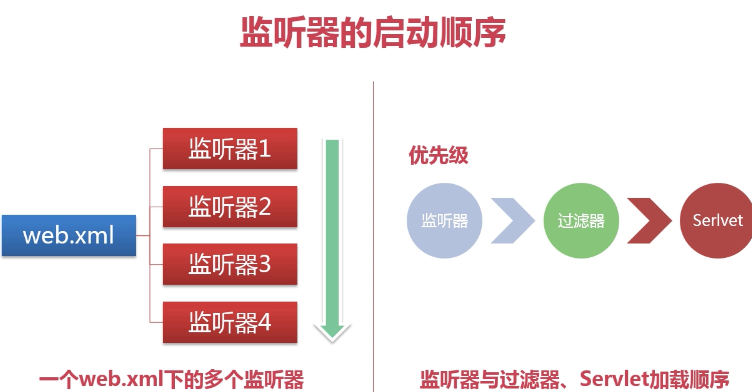 监听器的启动顺序
web.xml
监听器1
监听器2
监听器3
监听器4
一个web.xml下的多个监听器
优先级
监听器
过滤器
Serlvet
监听器与过滤器、Servlet加载顺序